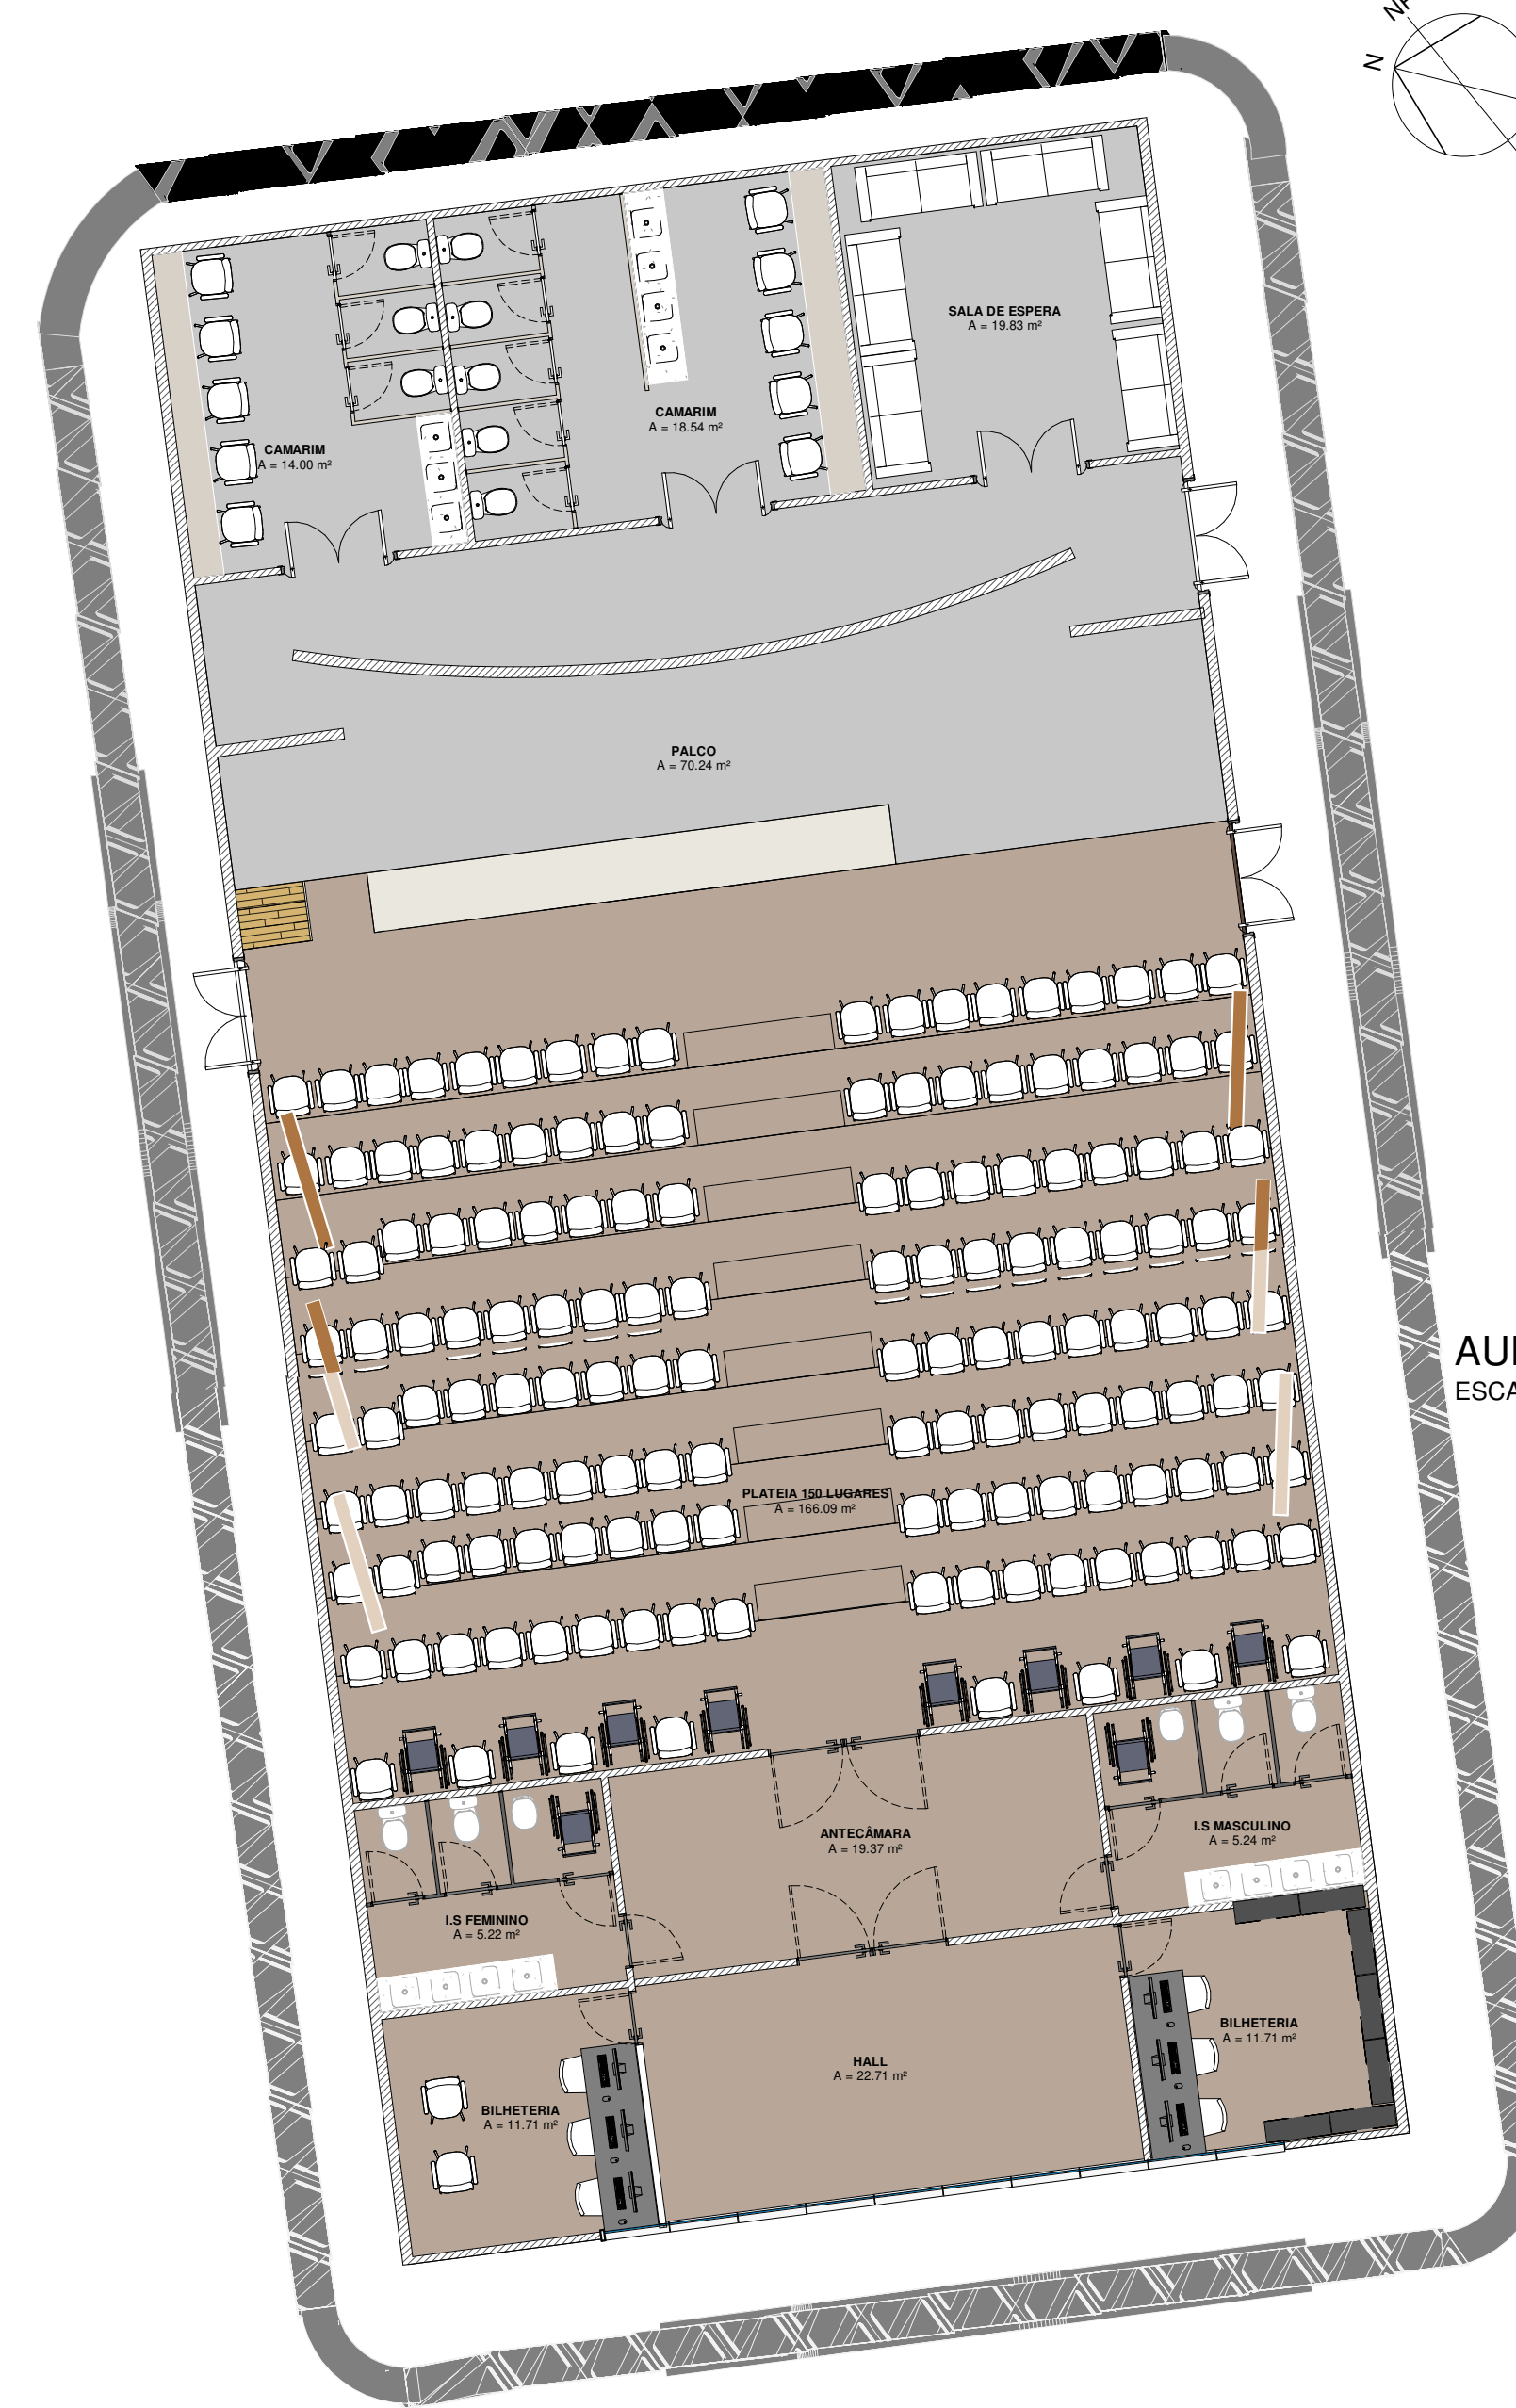 N
SALA DE ESPERA
A = 19.83 m²
CAMARIM
A = 18.54 m²
CAMARIM
A = 14.00 m²
PALCO
A = 70.24 m²
PLATEIA 150 LUGARES
A = 166.09 m²
ANTECÂMARA
A = 19.37 m²
I.S MASCULINO
A = 5.24 m²
I.S FEMININO
A = 5.22 m²
BILHETERIA
A = 11.71 m²
HALL
A = 22.71 m²
BILHETERIA
A = 11.71 m²